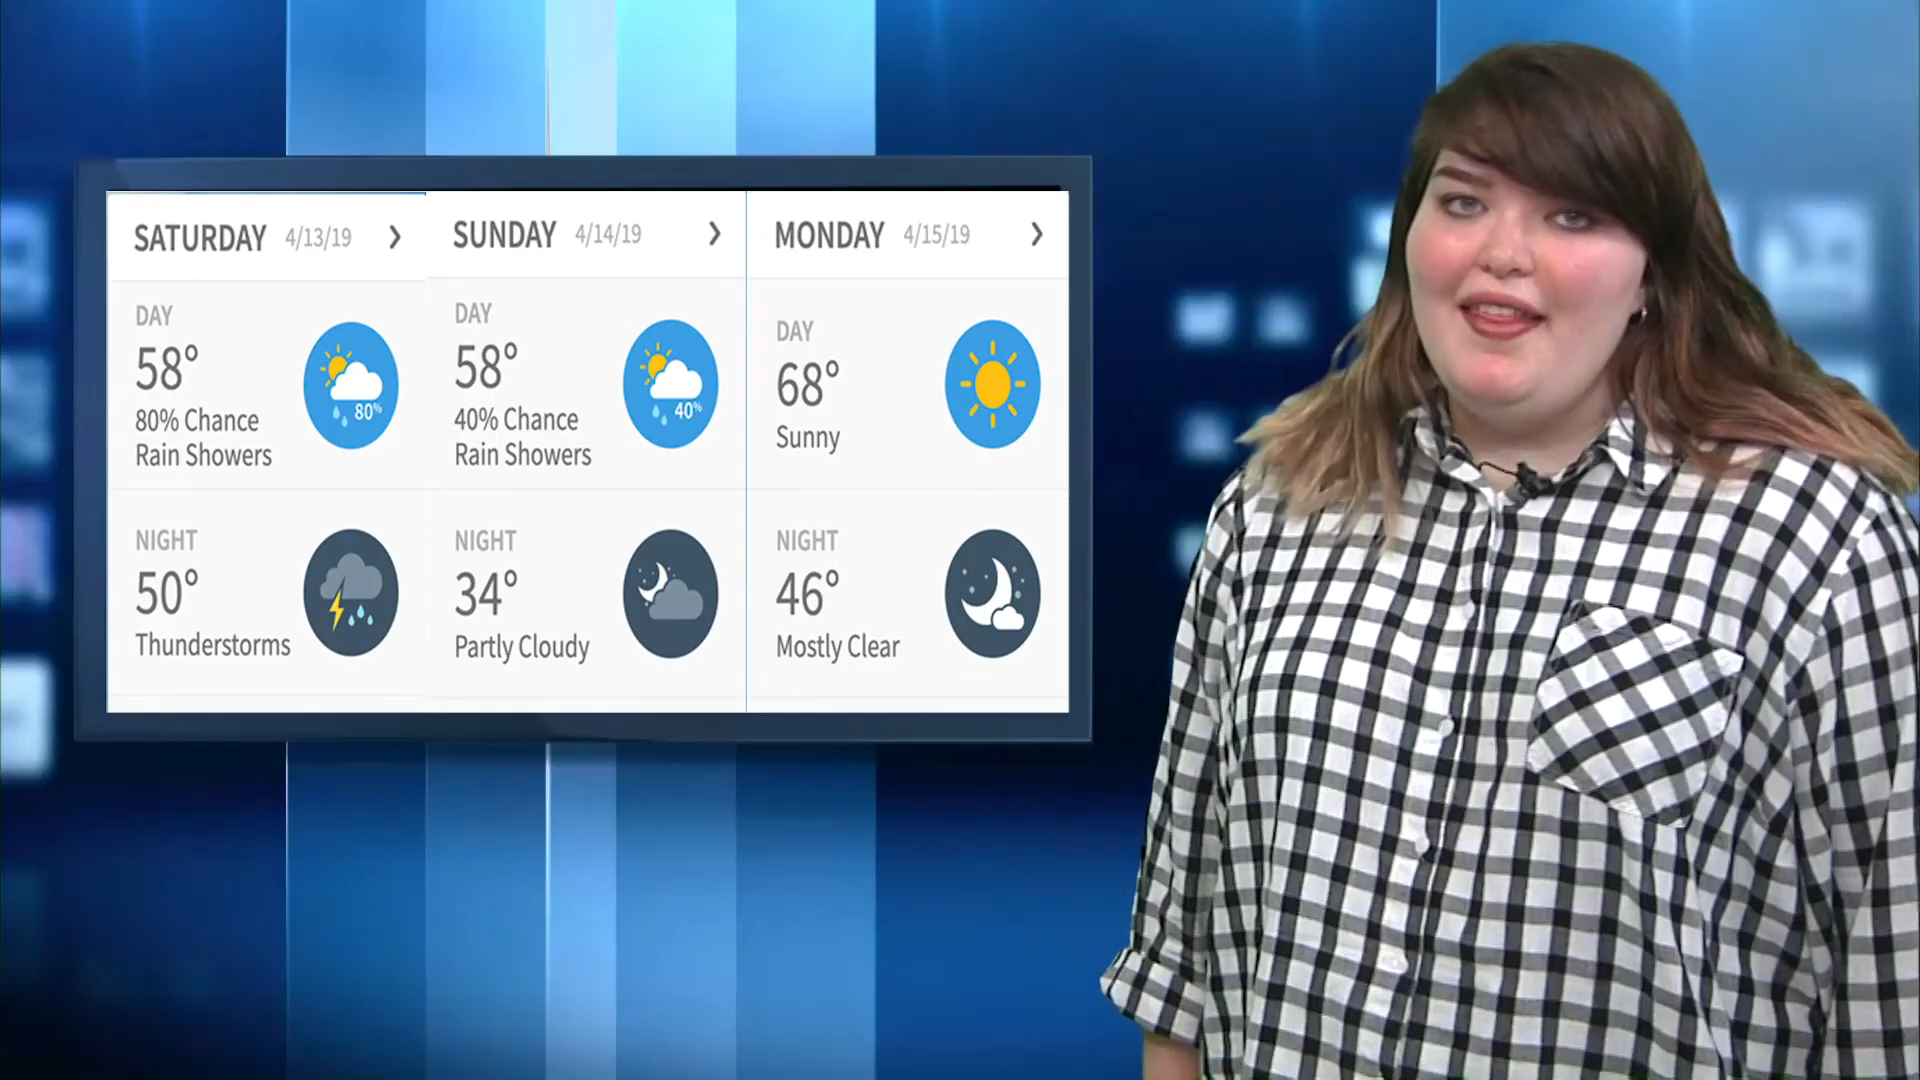 SATURDAY 4/13/19
DAY
58°
80% Chance
Rain Showers
80%
NIGHT
50°
Thunderstorms
SUNDAY 4/14/19
DAY
58°
40% Chance
Rain Showers
40%
NIGHT
34°
Partly Cloudy
MONDAY 4/15/19
DAY
68°
Sunny
NIGHT
46°
Mostly Clear